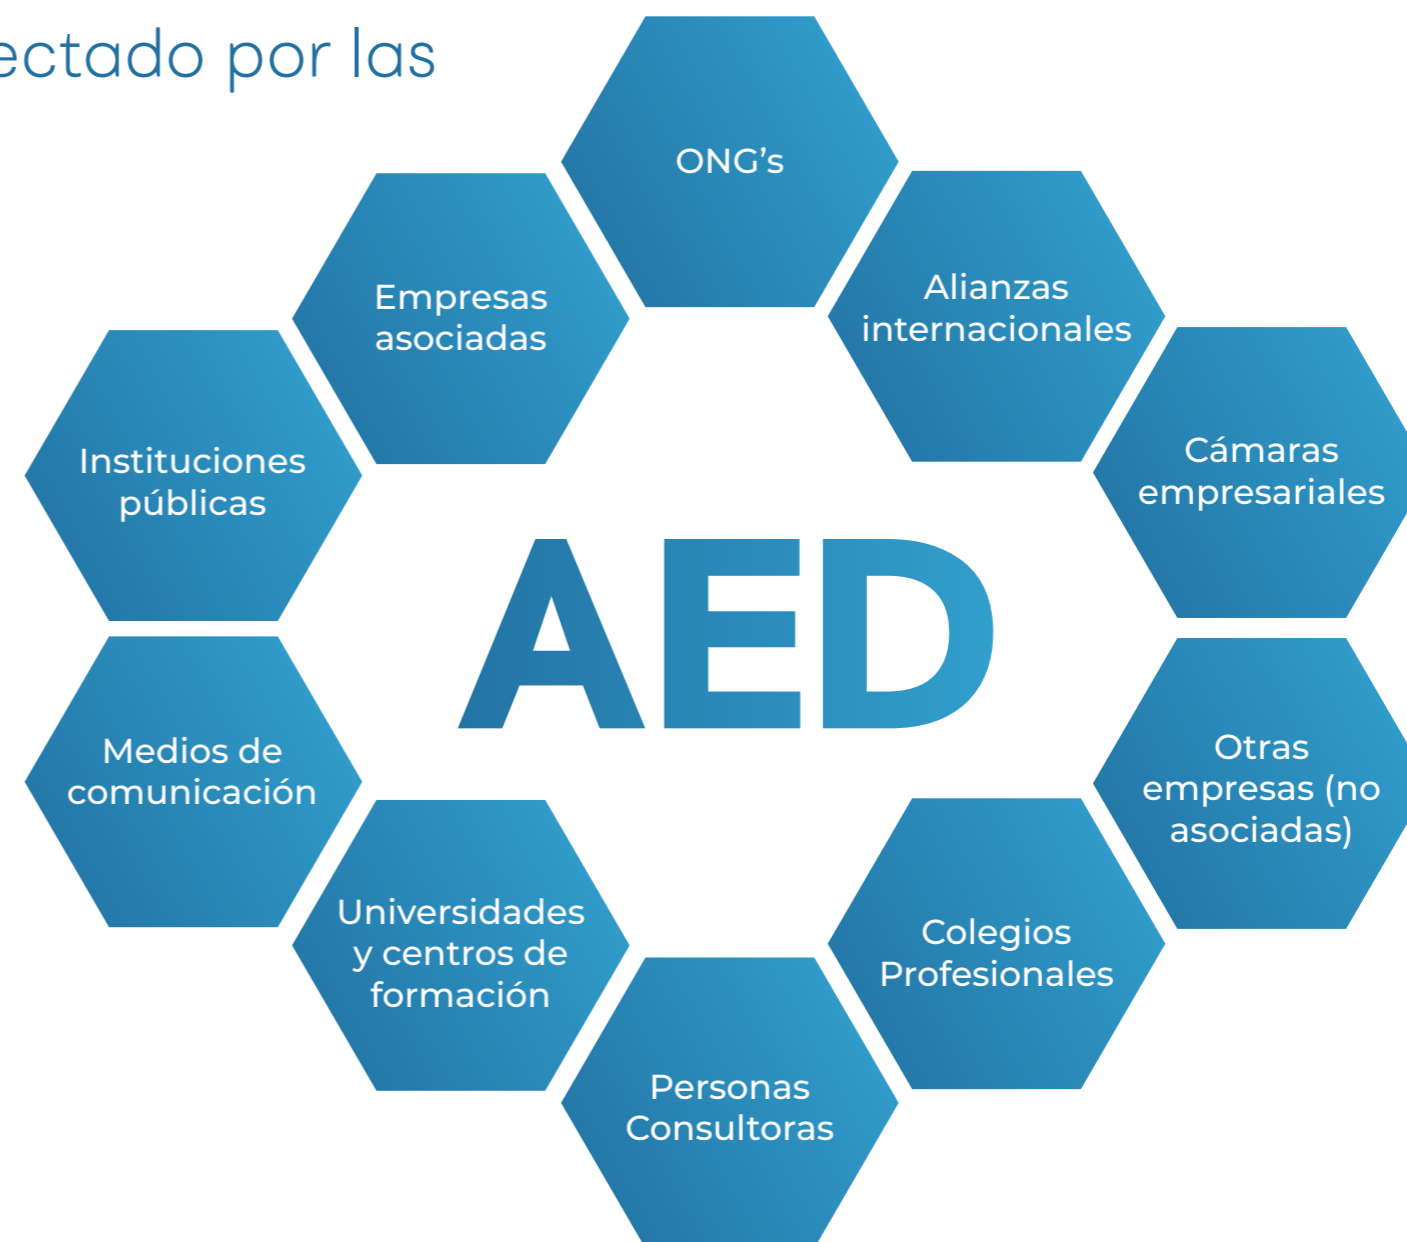 ectado por las
ONG’s
Empresas
asociadas
Alianzas
internacionales
Instituciones
públicas
Cámaras
empresariales
AED
Medios de
comunicación
Otras
empresas (no
asociadas)
Universidades
y centros de
formación
Colegios
Profesionales
Personas
Consultoras